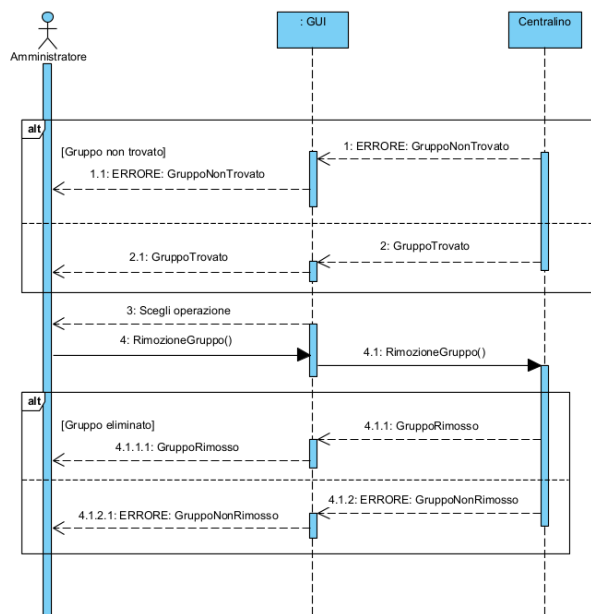 : GUI
Centralino
Amministratore
alt
[Gruppo non trovato]
1: ERRORE: GruppoNonTrovato
1.1: ERRORE: GruppoNonTrovato
2: GruppoTrovato
2.1: GruppoTrovato
3: Scegli operazione
4: RimozioneGruppo()
4.1: RimozioneGruppo()
alt
[Gruppo eliminato]
4.1.1: GruppoRimosso
4.1.1.1: GruppoRimosso
4.1.2: ERRORE: GruppoNonRimosso
4.1.2.1: ERRORE: GruppoNonRimosso